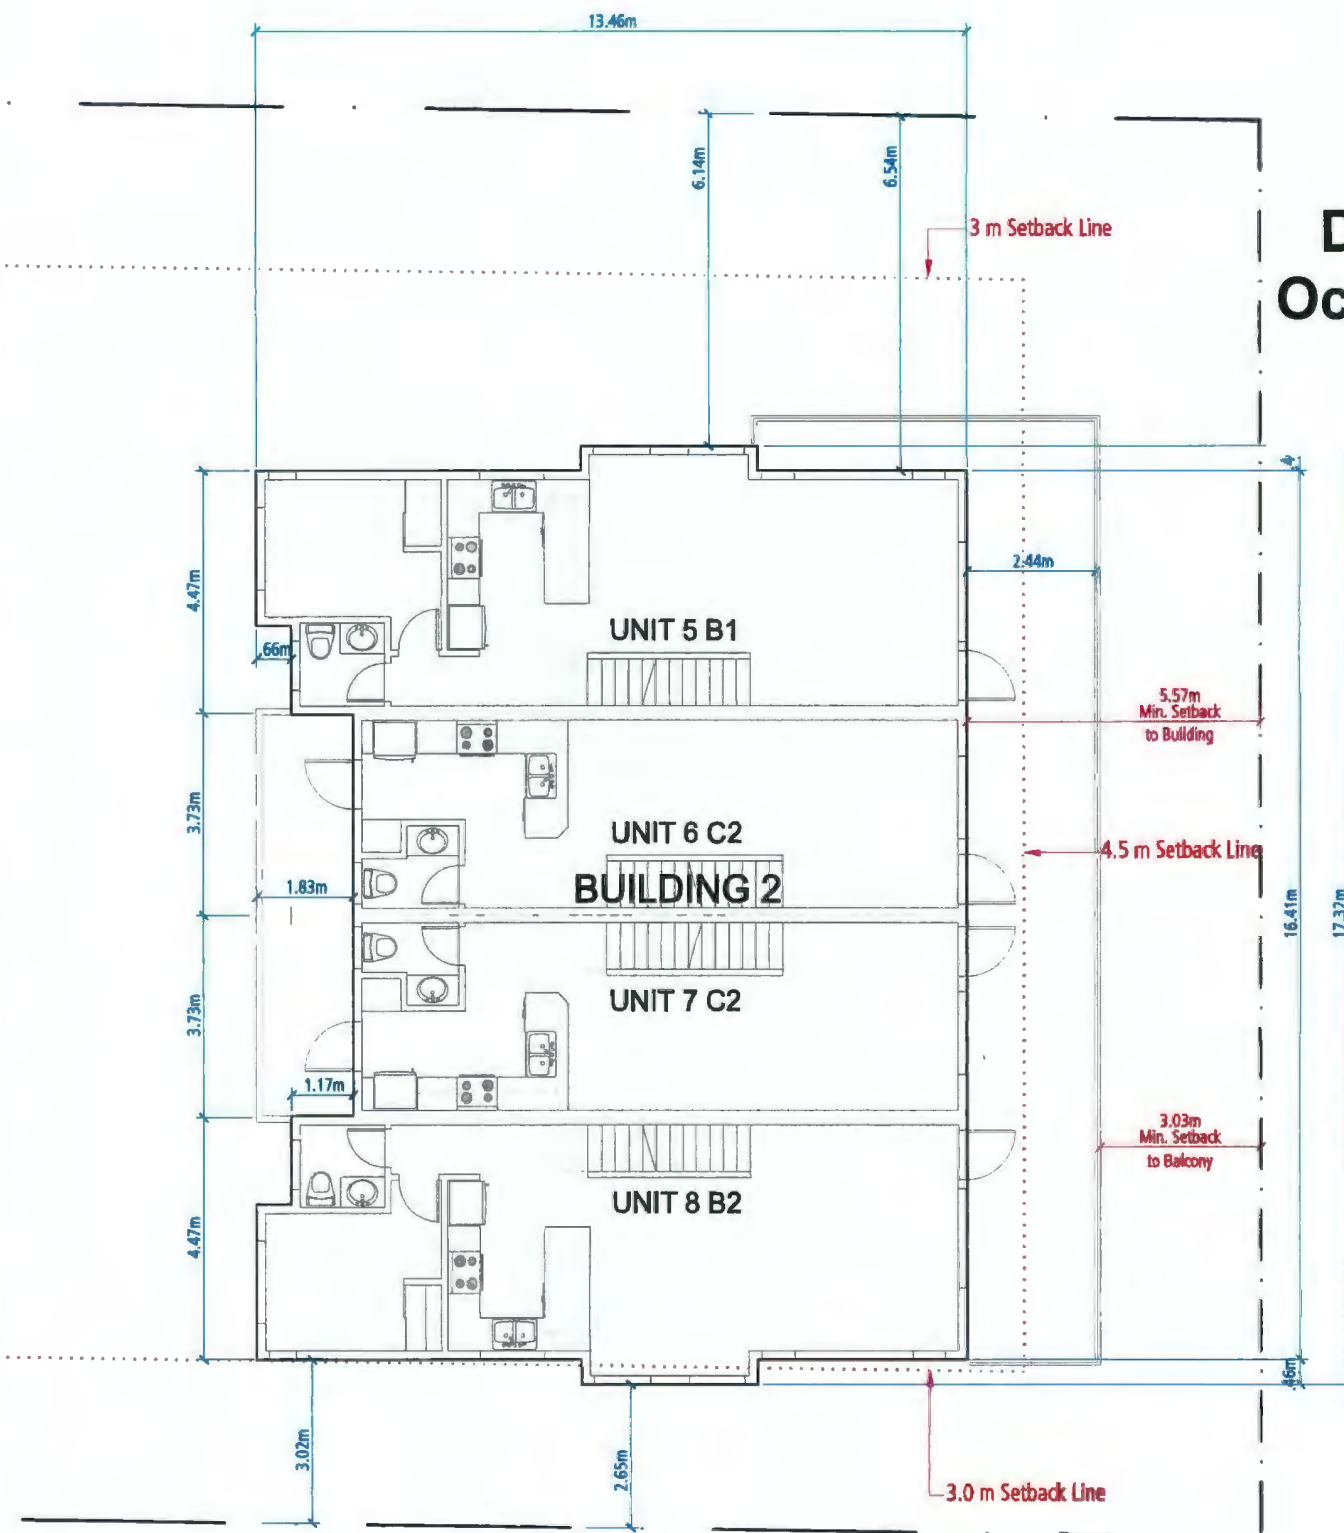 13.46m
6.14m
6.54m
3 m Setback Line
D
Oc
4.47m
2.44m
UNIT 5 B1
.66m
5.57m
Min. Setback
to Building
3.73m
UNIT 6 C2
4.5 m Setback Line
1.83m
BUILDING 2
16.41m
17.32m
UNIT 7 C2
3.73m
1.17m
3.03m
Min. Setback
to Balcony
UNIT 8 B2
4.47m
.46m
3.02m
2.65m
3.0 m Setback Line